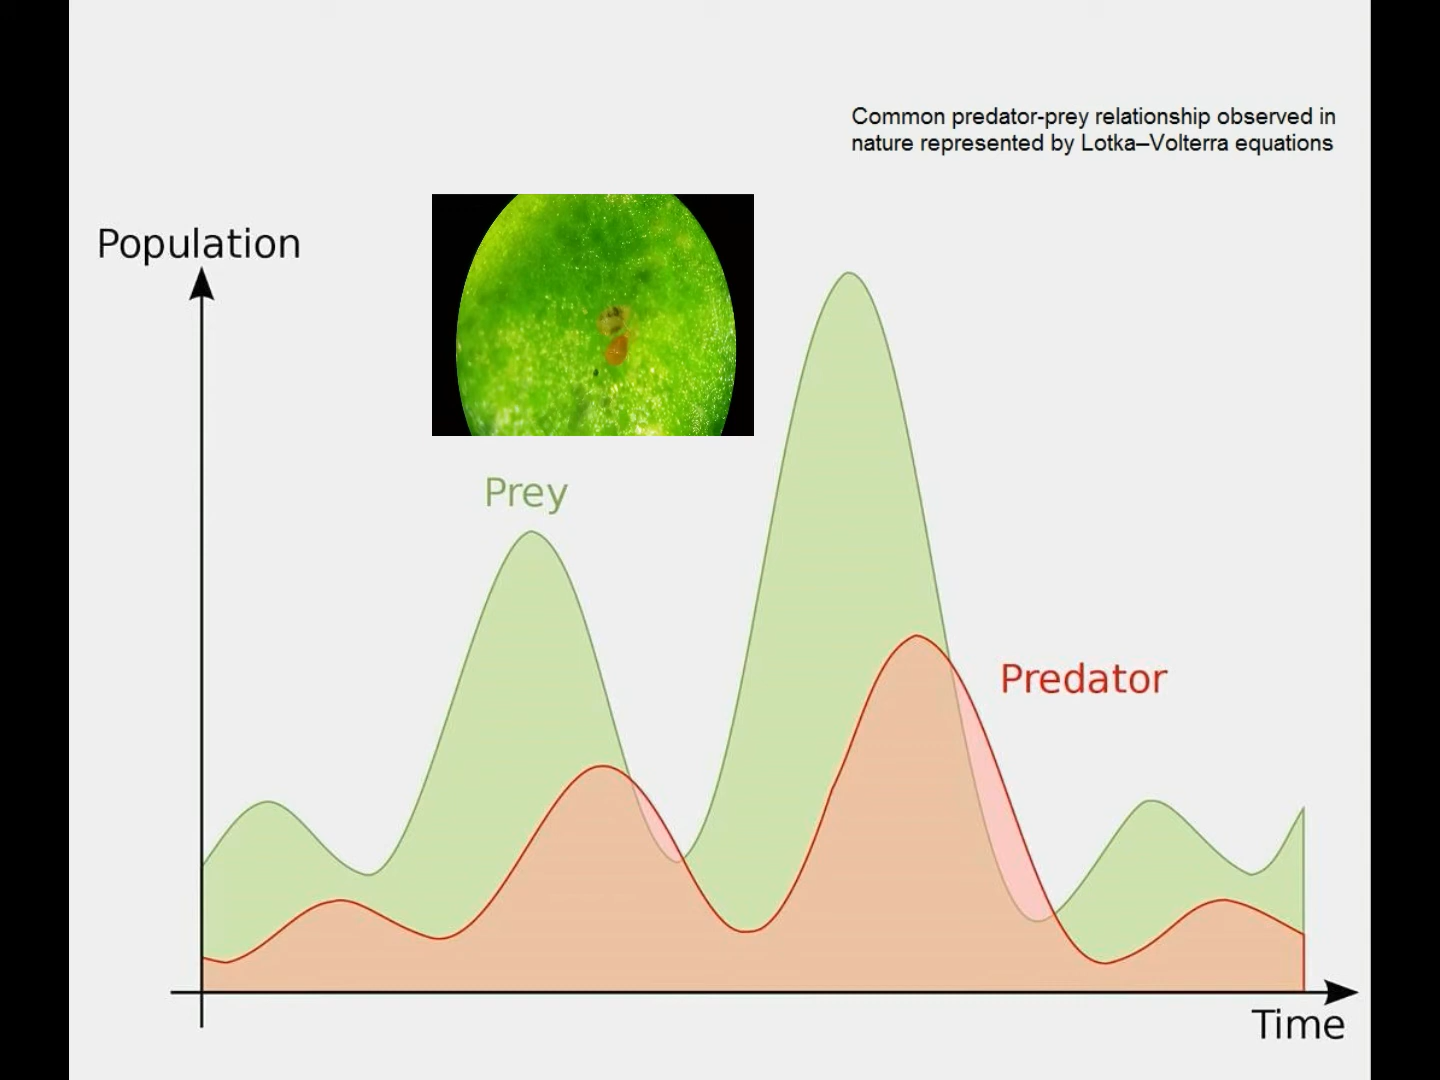 Common predator-prey relationship observed in
nature represented by Lotka–Volterra equations
Population
Prey
Predator
Time